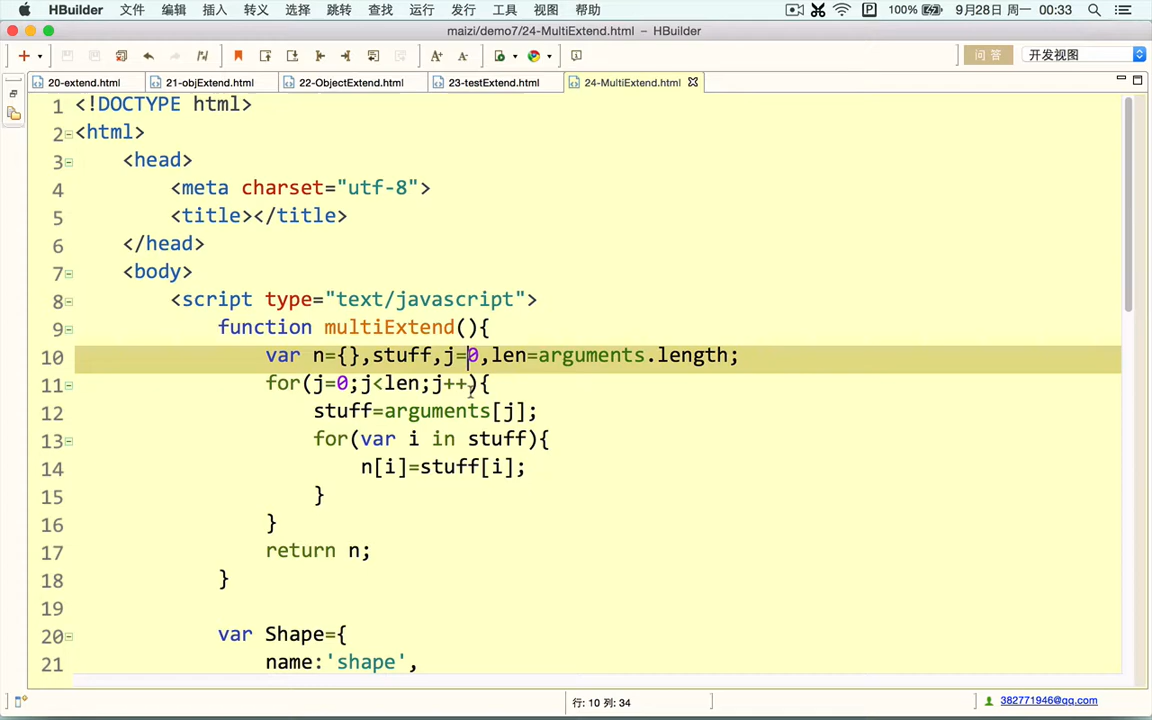 HBuilder 文件 编辑 插入 转义 选择 跳转 查找 运行 发行 工具 视图 帮助 100% 9月28日 周一 00:33
maizi/demo7/24-MultiExtend.html — HBuilder
A+ A- 问 答 开发视图
20-extend.html 21-objExtend.html 22-ObjectExtend.html 23-testExtend.html 24-MultiExtend.html
1 <!DOCTYPE html>
2 <html>
3 <head>
4 <meta charset="utf-8">
5 <title></title>
6 </head>
7 <body>
8 <script type="text/javascript">
9 function multiExtend(){
10 var n={},stuff,j=0,len=arguments.length;
11 for(j=0;j<len;j++){
12 stuff=arguments[j];
13 for(var i in stuff){
14 n[i]=stuff[i];
15 }
16 }
17 return n;
18 }
19
20 var Shape={
21 name:'shape',
行: 10 列: 34 382771946@qq.com